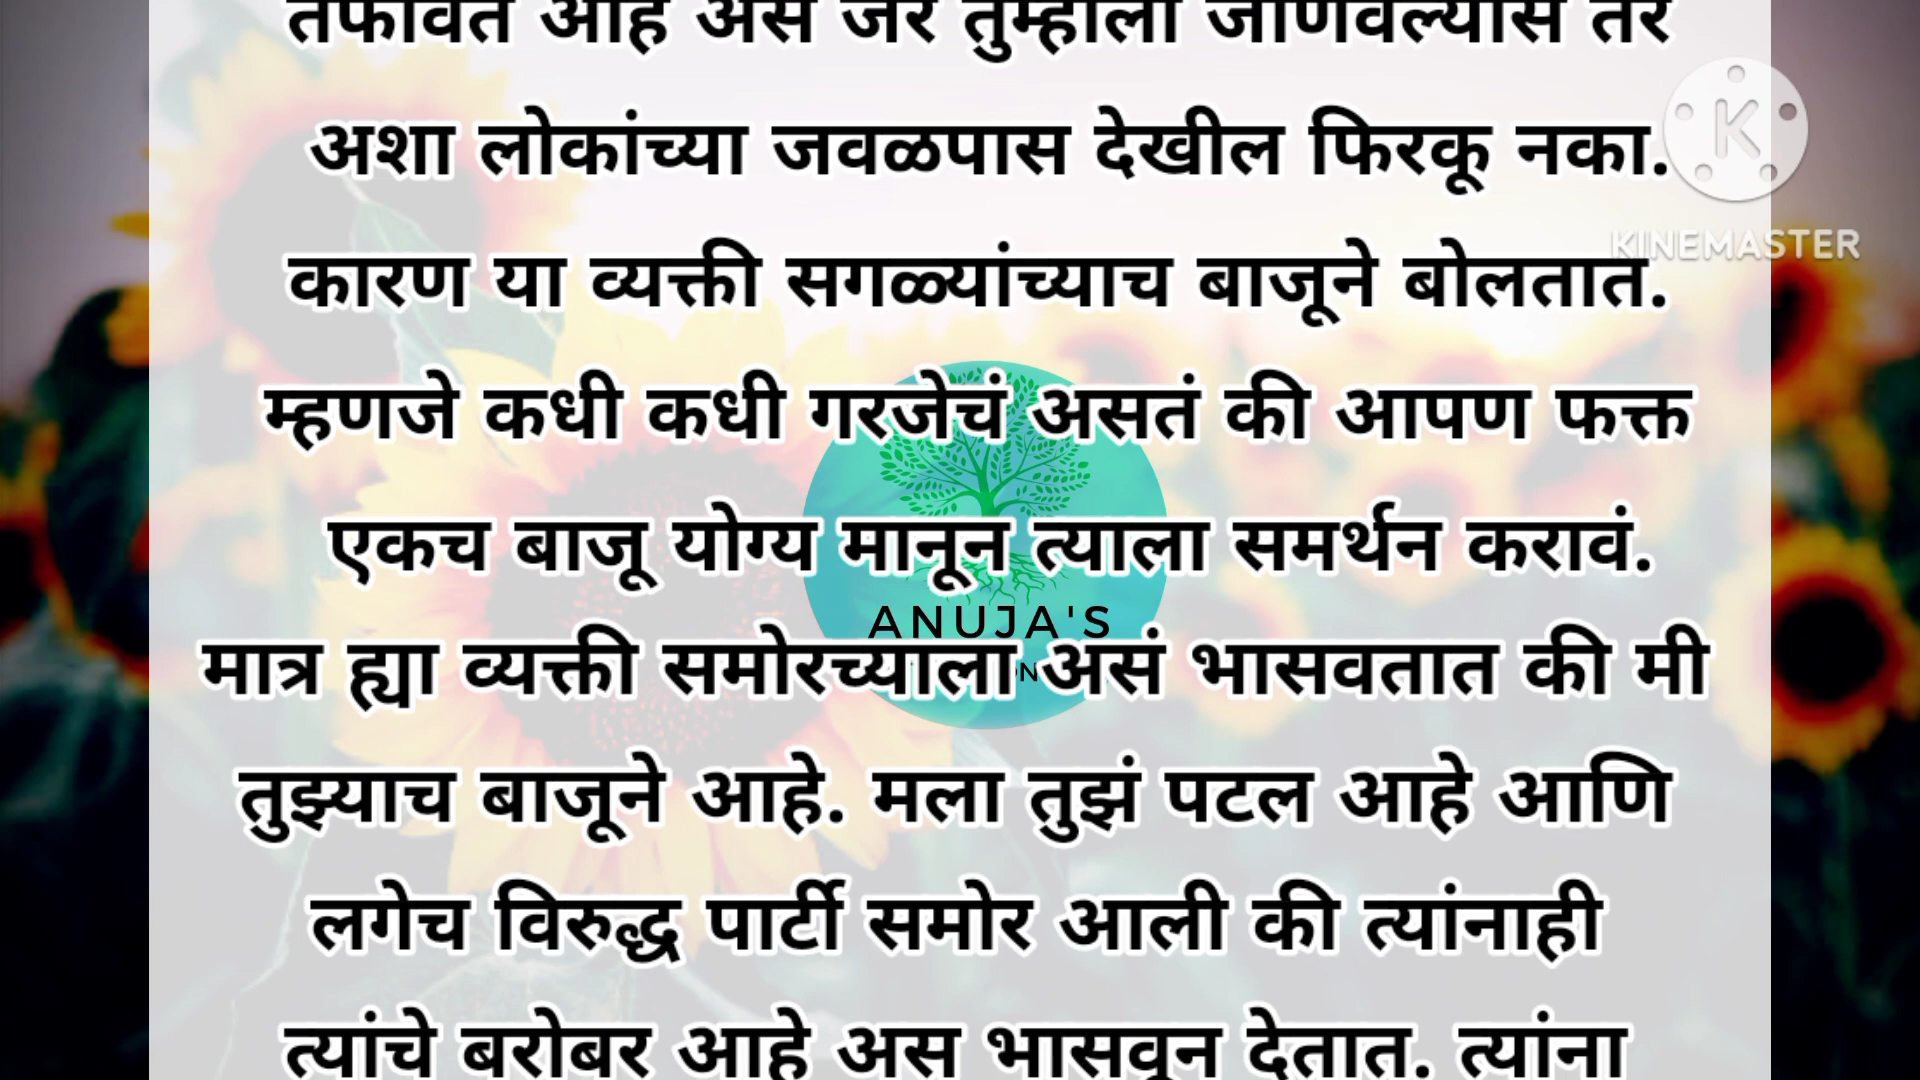 तफावत आहे असे जर तुम्हाला जाणवल्यास तर
अशा लोकांच्या जवळपास देखील फिरकू नका.
कारण या व्यक्ती सगळ्यांच्याच बाजूने बोलतात.
म्हणजे कधी कधी गरजेचं असतं की आपण फक्त
एकच बाजू योग्य मानून त्याला समर्थन करावं.
मात्र ह्या व्यक्ती समोरच्याला असं भासवतात की मी
तुझ्याच बाजूने आहे. मला तुझं पटल आहे आणि
लगेच विरुद्ध पार्टी समोर आली की त्यांनाही
त्यांचे बरोबर आहे अस भासवून देतात. त्यांना
K
KINEMASTER
ANUJA'S